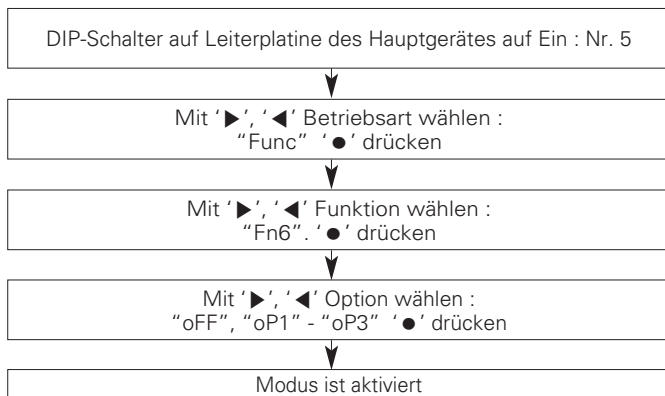 DIP-Schalter auf Leiterplatine des Hauptgerätes auf Ein : Nr. 5
Mit ‘▶’, ‘◀’ Betriebsart wählen :
“Func” ‘●’ drücken
Mit ‘▶’, ‘◀’ Funktion wählen :
“Fn6”. ‘●’ drücken
Mit ‘▶’, ‘◀’ Option wählen :
“oFF”, “oP1” - “oP3” ‘●’ drücken
Modus ist aktiviert